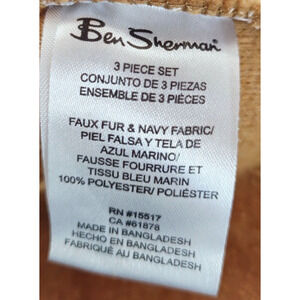 Ben Sherman
3 PIECE SET
CONJUNTO DE 3 PIEZAS
ENSEMBLE DE 3 PIÈCES
FAUX FUR & NAVY FABRIC/
PIEL FALSA Y TELA DE
AZUL MARINO/
FAUSSE FOURRURE ET
TISSU BLEU MARIN
100% POLYESTER/ POLIÉSTER
RN #15517
CA #61878
MADE IN BANGLADESH
HECHO EN BANGLADESH
FABRIQUÉ AU BANGLADESH